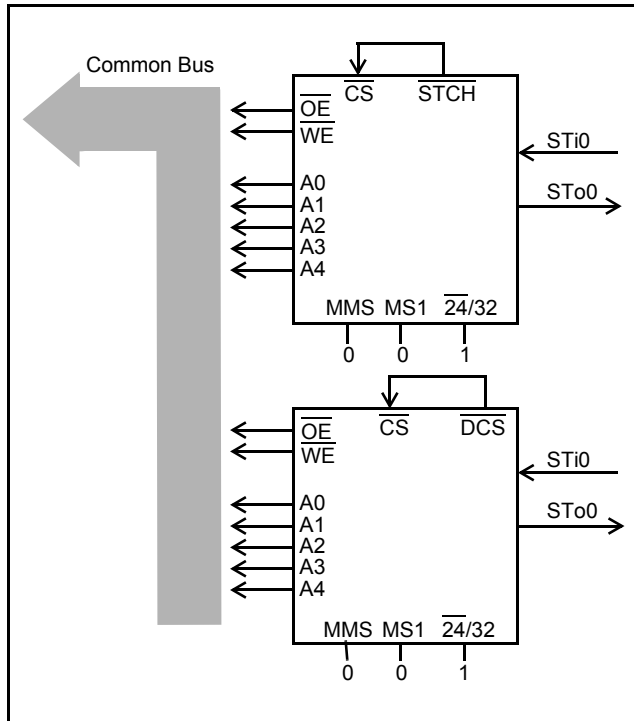 Common Bus
CS STCH
OE
WE
STi0
A0
STo0
A1
A2
A3
A4
MMS MS1 24/32
0 0 1
CS DCS
OE
WE
STi0
A0
STo0
A1
A2
A3
A4
MMS MS1 24/32
0 0 1